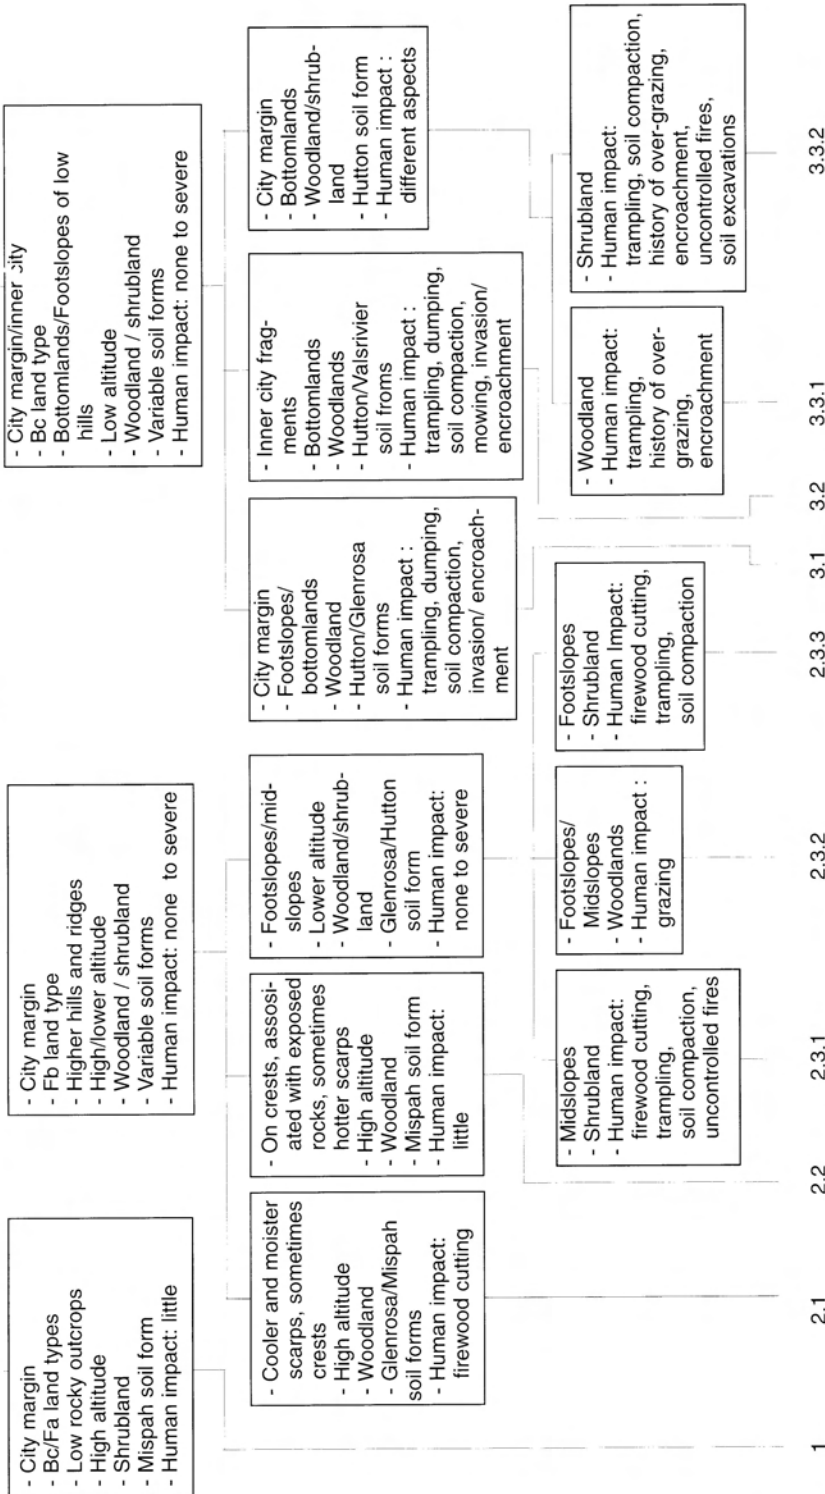 - City margin
- Bc/Fa land types
- Low rocky outcrops
- High altitude
- Shrubland
- Mispah soil form
- Human impact: little
- City margin
- Fb land type
- Higher hills and ridges
- High/lower altitude
- Woodland / shrubland
- Variable soil forms
- Human impact: none to severe
- City margin/inner city
- Bc land type
- Bottomlands/Footslopes of low
hills
- Low altitude
- Woodland / shrubland
- Variable soil forms
- Human impact: none to severe
- Cooler and moister
scarps, sometimes
crests
- High altitude
- Woodland
- Glenrosa/Mispah
soil forms
- Human impact:
firewood cutting
- On crests, assosi-
ated with exposed
rocks, sometimes
hotter scarps
- High altitude
- Woodland
- Mispah soil form
- Human impact:
little
- Footslopes/mid-
slopes
- Lower altitude
- Woodland/shrub-
land
- Glenrosa/Hutton
soil form
- Human impact:
none to severe
- City margin
- Footslopes/
bottomlands
- Woodland
- Hutton/Glenrosa
soil forms
- Human impact :
trampling, dumping,
soil compaction,
invasion/ encroach-
ment
- Inner city frag-
ments
- Bottomlands
- Woodlands
- Hutton/Valsrivier
soil froms
- Human impact :
trampling, dumping,
soil compaction,
mowing, invasion/
encroachment
- City margin
- Bottomlands
- Woodland/shrub-
land
- Hutton soil form
- Human impact :
different aspects
- Midslopes
- Shrubland
- Human impact:
firewood cutting,
trampling,
soil compaction,
uncontrolled fires
- Footslopes/
Midslopes
- Woodlands
- Human impact :
grazing
- Footslopes
- Shrubland
- Human Impact:
firewood cutting,
trampling,
soil compaction
- Woodland
- Human impact:
trampling,
history of over-
grazing,
encroachment
- Shrubland
- Human impact:
trampling, soil compaction,
history of over-grazing,
encroachment,
uncontrolled fires,
soil excavations
1
2.1
2.2
2.3.1
2.3.2
2.3.3
3.1
3.2
3.3.1
3.3.2